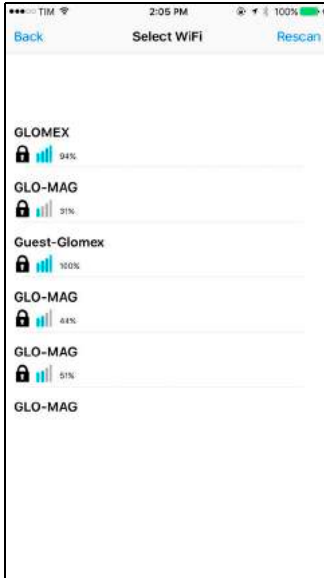 TIM 2:05 PM 100%
Back Select WiFi Rescan
GLOMEX
94%
GLO-MAG
31%
Guest-Glomex
100%
GLO-MAG
44%
GLO-MAG
51%
GLO-MAG